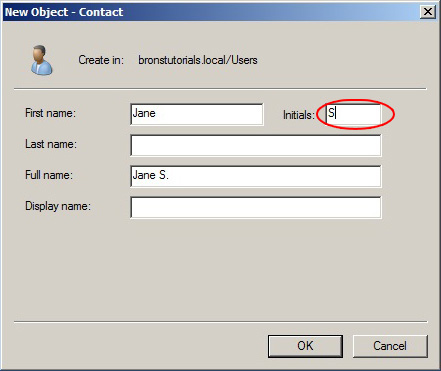 New Object - Contact
Create in: bronstutorials.local/Users
First name: Jane Initials: S
Last name:
Full name: Jane S.
Display name:
OK Cancel